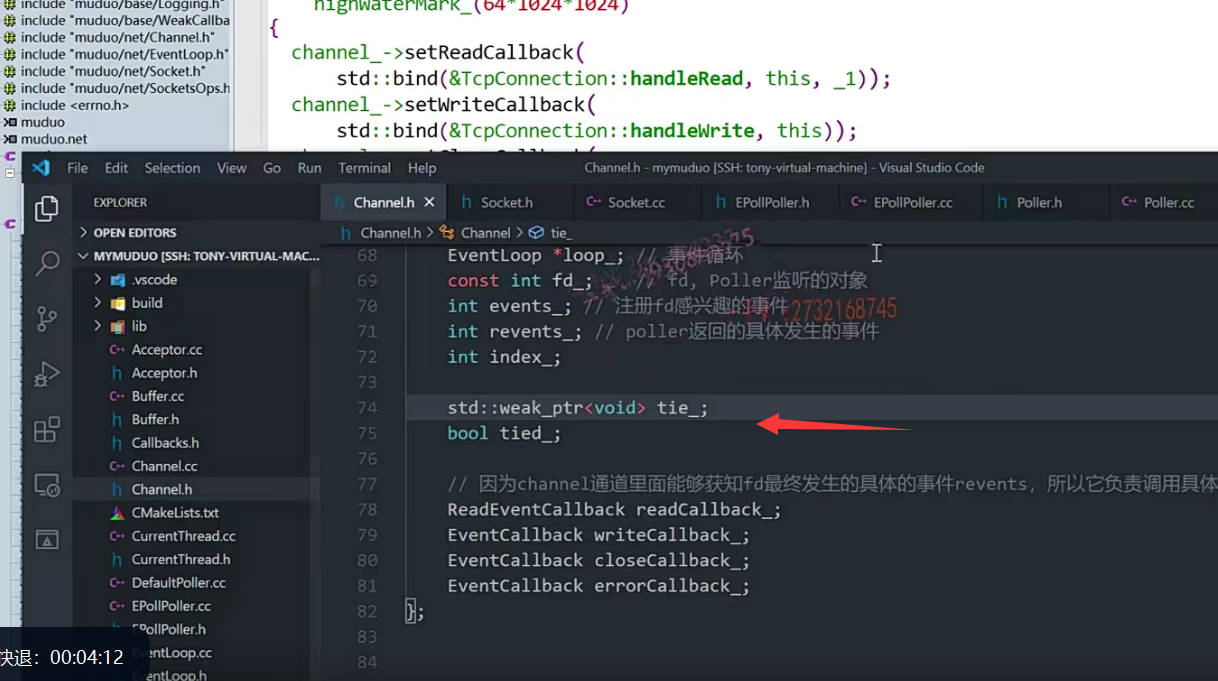 include "muduo/base/Logging.h"
include "muduo/base/WeakCallba
include "muduo/net/Channel.h"
include "muduo/net/EventLoop.h"
include "muduo/net/Socket.h"
include "muduo/net/SocketsOps.h
include <errno.h>
muduo
muduo.net
highWaterMark_(64*1024*1024)
{
channel_->setReadCallback(
std::bind(&TcpConnection::handleRead, this, _1));
channel_->setWriteCallback(
std::bind(&TcpConnection::handleWrite, this));
File Edit Selection View Go Run Terminal Help
Channel.h - mymuduo [SSH: tony-virtual-machine] - Visual Studio Code
EXPLORER
Channel.h
Socket.h
Socket.cc
EPollPoller.h
EPollPoller.cc
Poller.h
Poller.cc
OPEN EDITORS
MYMUDUO [SSH: TONY-VIRTUAL-MAC...
.vscode
build
lib
Acceptor.cc
Acceptor.h
Buffer.cc
Buffer.h
Callbacks.h
Channel.cc
Channel.h
CMakeLists.txt
CurrentThread.cc
CurrentThread.h
DefaultPoller.cc
EPollPoller.cc
EPollPoller.h
EventLoop.cc
EventLoop.h
Channel.h > Channel > tie_
68 EventLoop *loop_; // 事件循环
69 const int fd_; // fd, Poller监听的对象
70 int events_; // 注册fd感兴趣的事件
71 int revents_; // poller返回的具体发生的事件
72 int index_;
73
74 std::weak_ptr<void> tie_;
75 bool tied_;
76
77 // 因为channel通道里面能够获知fd最终发生的具体的事件revents，所以它负责调用具体
78 ReadEventCallback readCallback_;
79 EventCallback writeCallback_;
80 EventCallback closeCallback_;
81 EventCallback errorCallback_;
82 };
83
84
:2732168745
快退：00:04:12